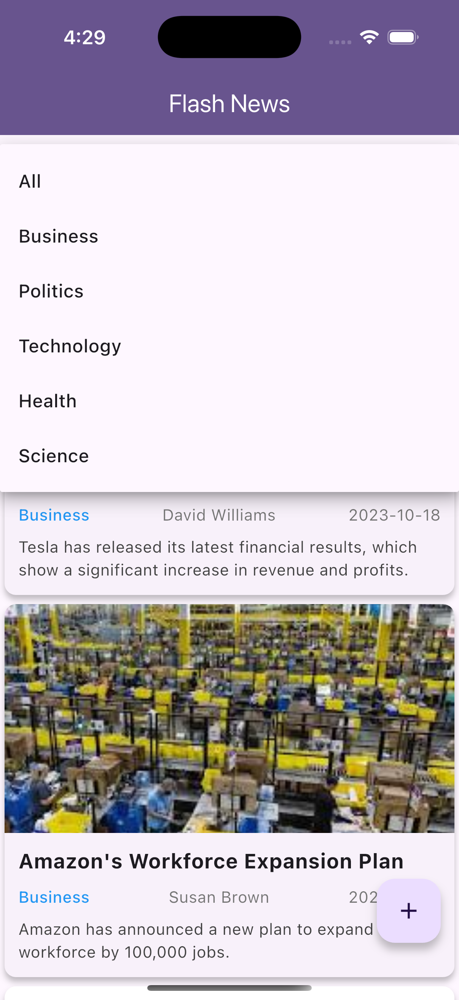 4:29
Flash News
All
Business
Politics
Technology
Health
Science
Business David Williams 2023-10-18
Tesla has released its latest financial results, which
show a significant increase in revenue and profits.
Amazon's Workforce Expansion Plan
Business Susan Brown 202
+
Amazon has announced a new plan to expand
workforce by 100,000 jobs.